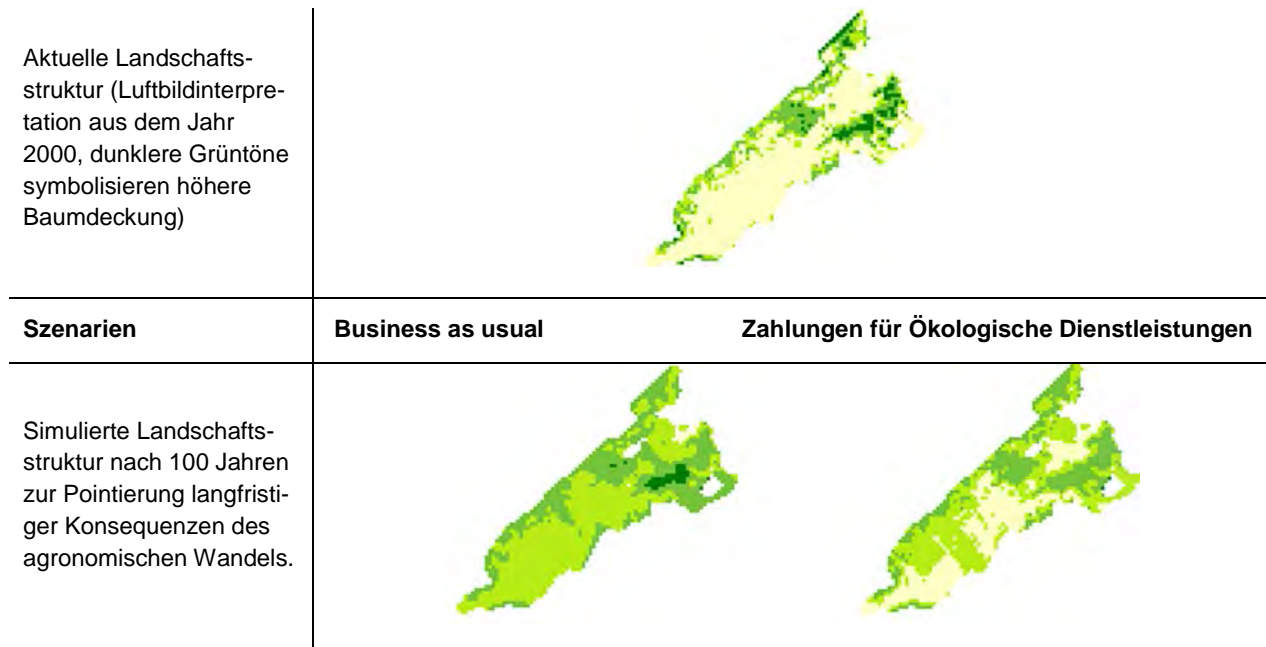 Aktuelle Landschafts-
struktur (Luftbildinterpre-
tation aus dem Jahr
2000, dunklere Grüntöne
symbolisieren höhere
Baumdeckung)
Szenarien
Business as usual
Zahlungen für Ökologische Dienstleistungen
Simulierte Landschafts-
struktur nach 100 Jahren
zur Pointierung langfristi-
ger Konsequenzen des
agronomischen Wandels.